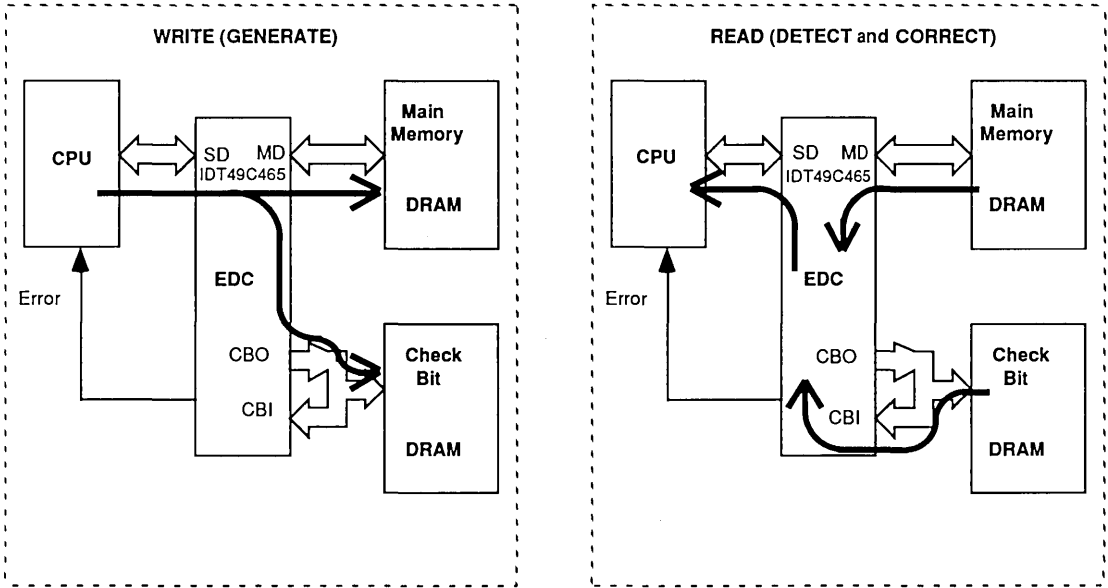 WRITE (GENERATE)
CPU
SD MD
IDT49C465
Main
Memory
DRAM
EDC
Error
CBO
CBI
Check
Bit
DRAM
READ (DETECT and CORRECT)
CPU
SD MD
IDT49C465
Main
Memory
DRAM
EDC
Error
CBO
CBI
Check
Bit
DRAM